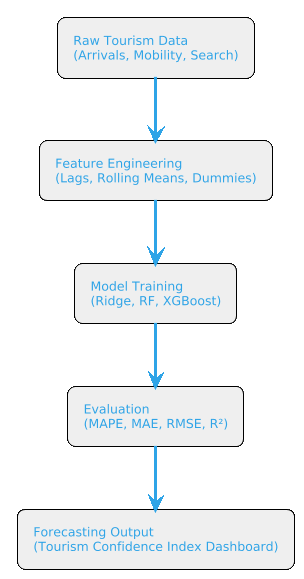 Raw Tourism Data
(Arrivals, Mobility, Search)
Feature Engineering
(Lags, Rolling Means, Dummies)
Model Training
(Ridge, RF, XGBoost)
Evaluation
(MAPE, MAE, RMSE, R²)
Forecasting Output
(Tourism Confidence Index Dashboard)